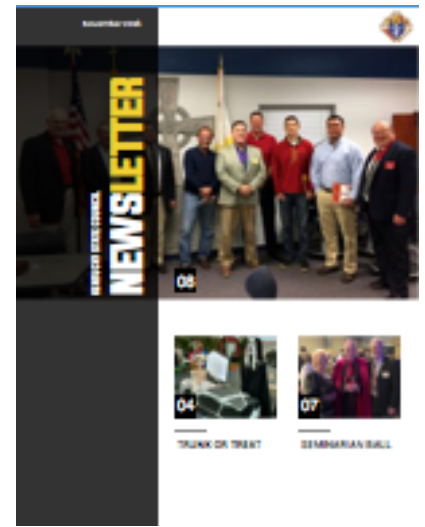 NEWSLETTER
08
04
07
TRUNK OR TREAT
SEMINARIAN BALL